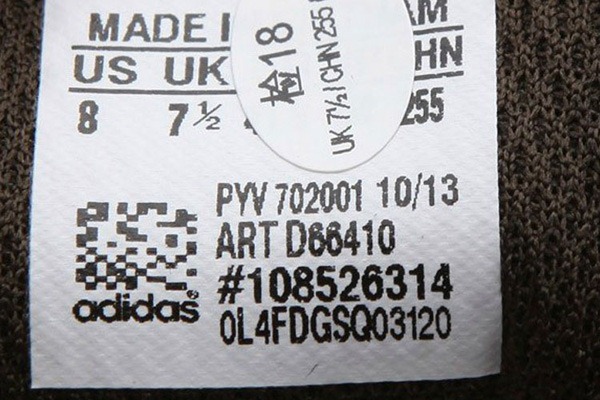 MADE I AM
US UK HN
8 7½ 255
检18
UK 7½ I CHN 255
PYV 702001 10/13
ART D66410
#108526314
adidas
0L4FDGSQ03120